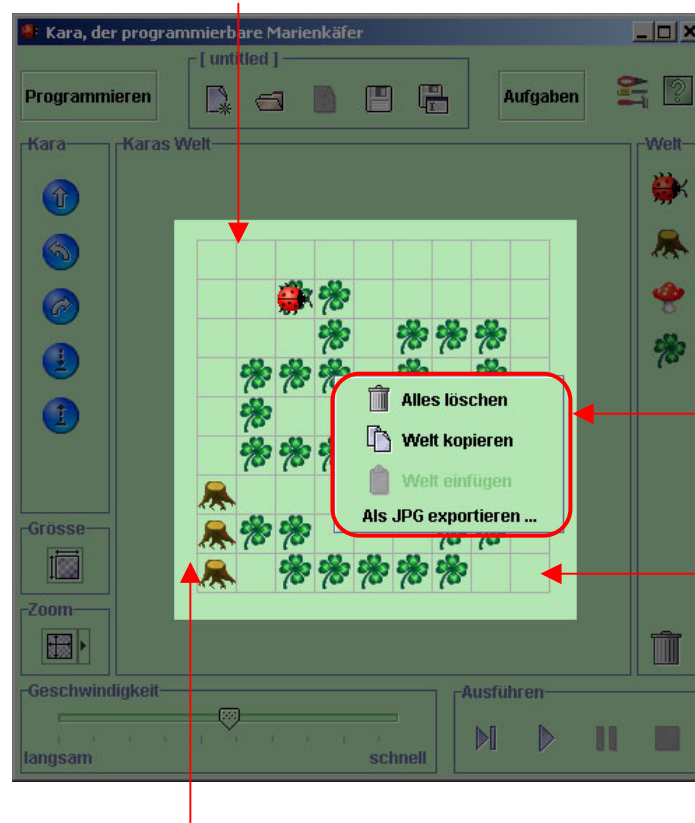 Kara, der programmierbare Marienkäfer
[ untitled ]
Programmieren
Aufgaben
Kara
Karas Welt
Welt
Alles löschen
Welt kopieren
Welt einfügen
Als JPG exportieren ...
Grösse
Zoom
Geschwindigkeit
langsam
schnell
Ausführen